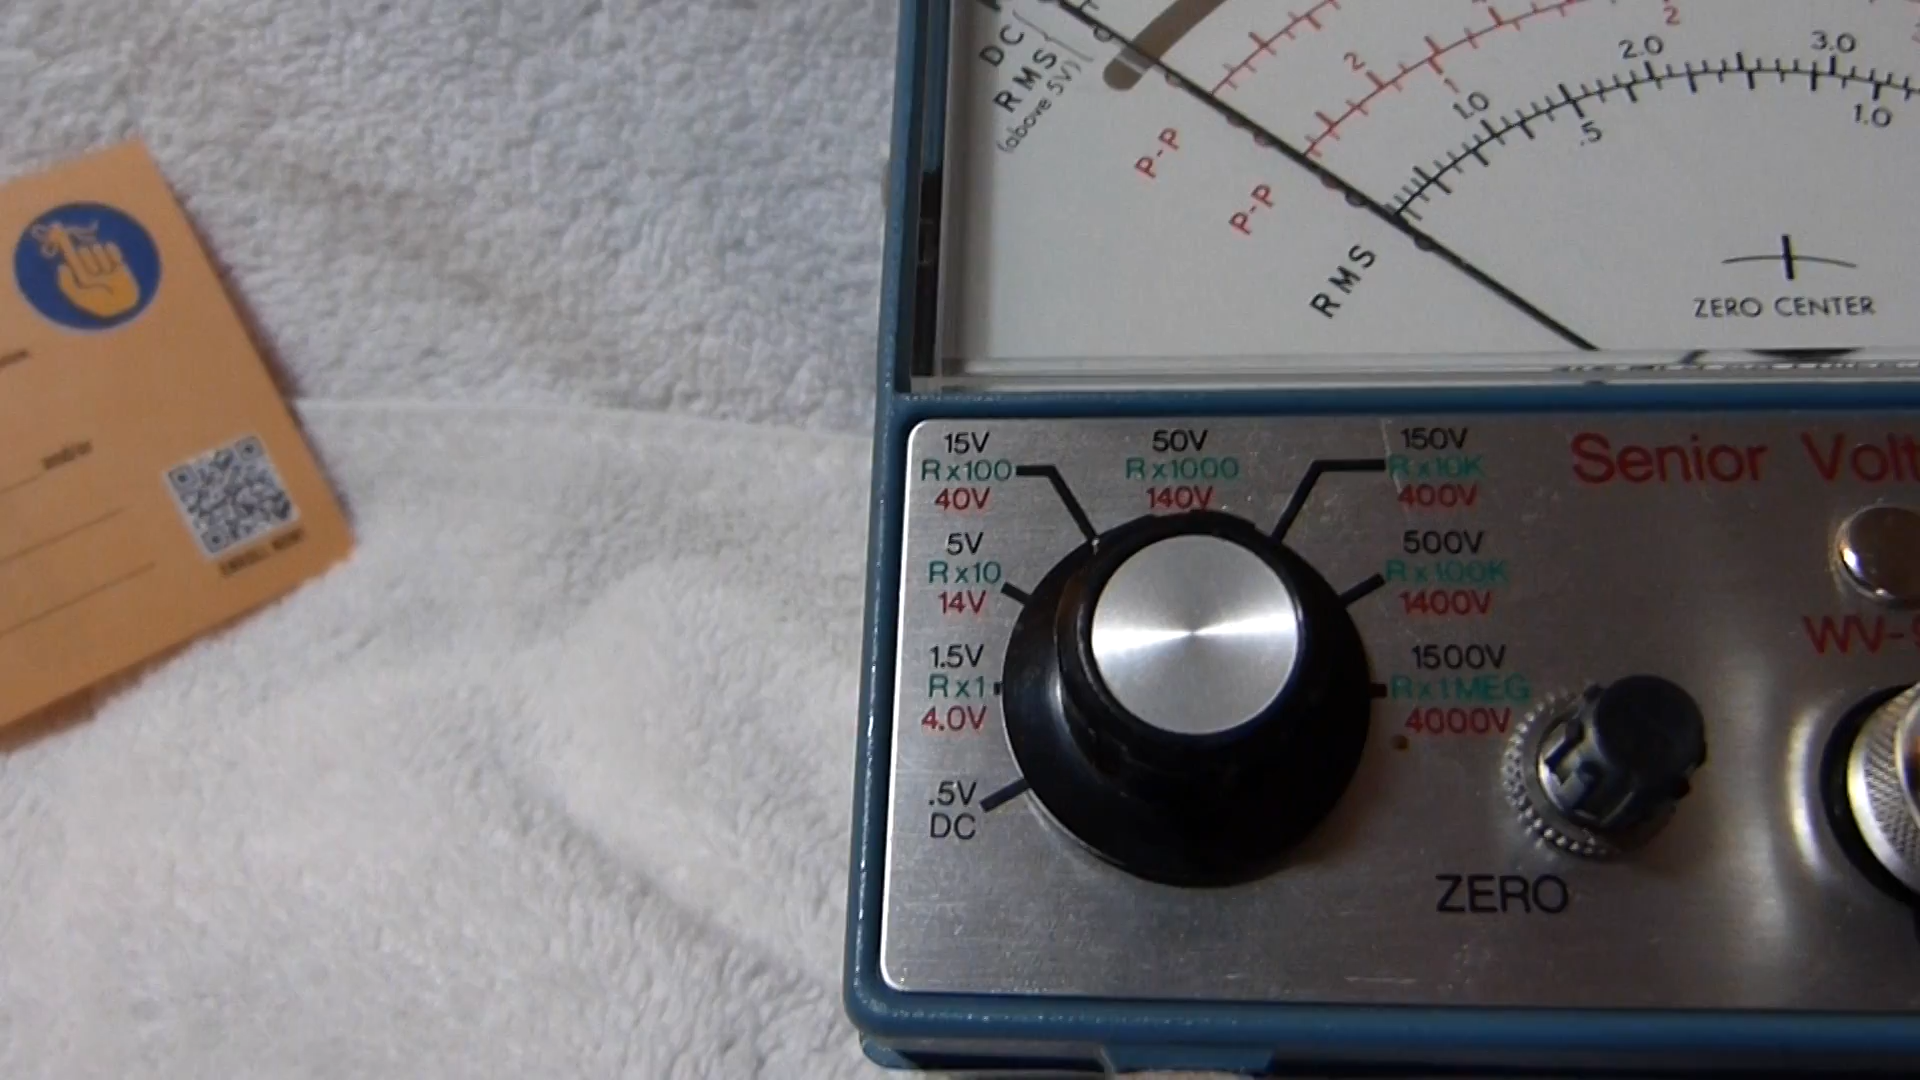 DC
RMS
(above 5V)
P-P
P-P
RMS
2
2
1
1.0
2.0
3.0
.5
1.0
ZERO CENTER
15V
Rx100
40V
50V
Rx1000
140V
150V
Rx10K
400V
Senior Volt
5V
Rx10
14V
500V
Rx100K
1400V
1.5V
Rx1
4.0V
1500V
Rx1MEG
4000V
WV-
.5V
DC
ZERO